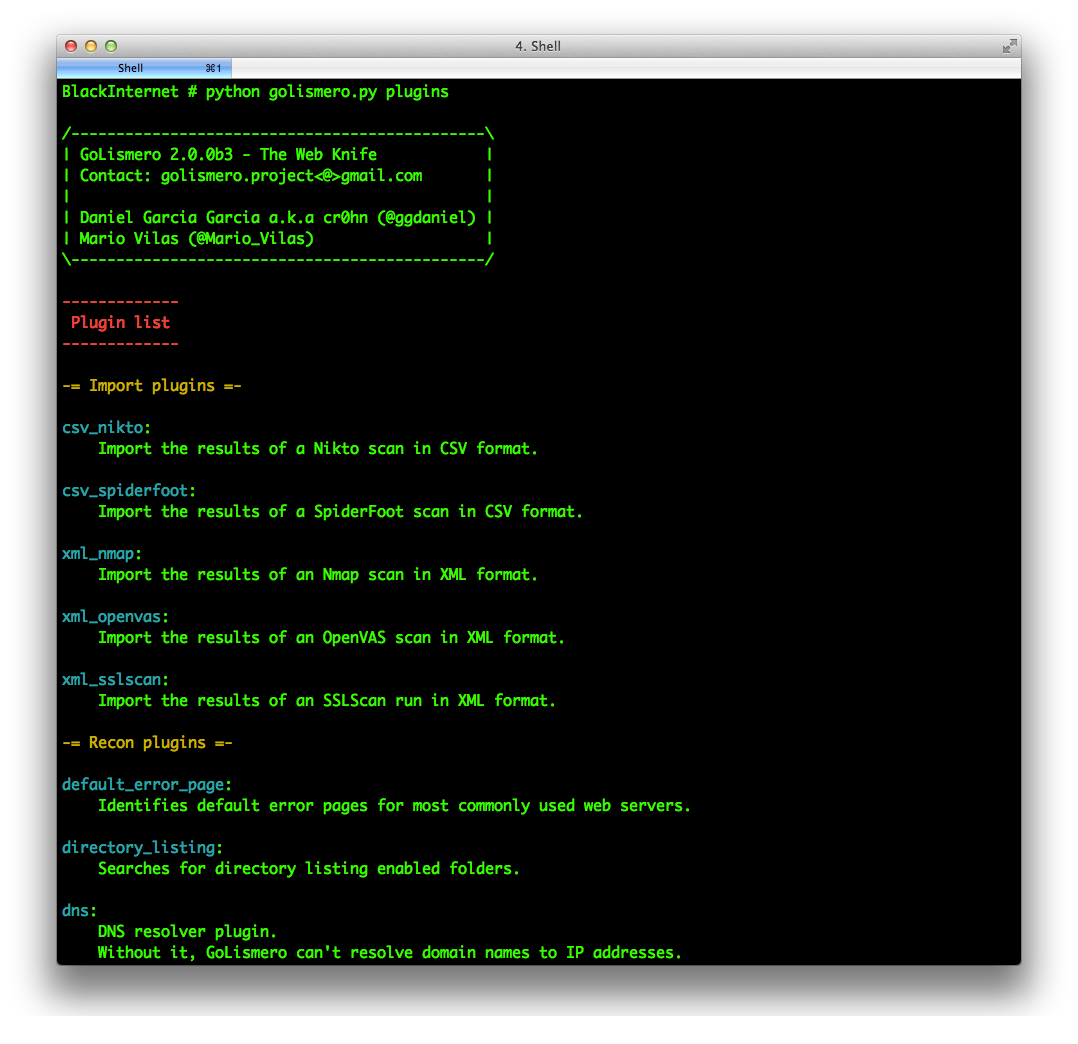 4. Shell
Shell ⌘1
BlackInternet # python golismero.py plugins
/----------------------------------------------\
| GoLismero 2.0.0b3 - The Web Knife            |
| Contact: golismero.project<@>gmail.com       |
|                                              |
| Daniel Garcia Garcia a.k.a cr0hn (@ggdaniel) |
| Mario Vilas (@Mario_Vilas)                   |
\----------------------------------------------/
-------------
Plugin list
-------------
-= Import plugins =-
csv_nikto:
Import the results of a Nikto scan in CSV format.
csv_spiderfoot:
Import the results of a SpiderFoot scan in CSV format.
xml_nmap:
Import the results of an Nmap scan in XML format.
xml_openvas:
Import the results of an OpenVAS scan in XML format.
xml_sslscan:
Import the results of an SSLScan run in XML format.
-= Recon plugins =-
default_error_page:
Identifies default error pages for most commonly used web servers.
directory_listing:
Searches for directory listing enabled folders.
dns:
DNS resolver plugin.
Without it, GoLismero can't resolve domain names to IP addresses.